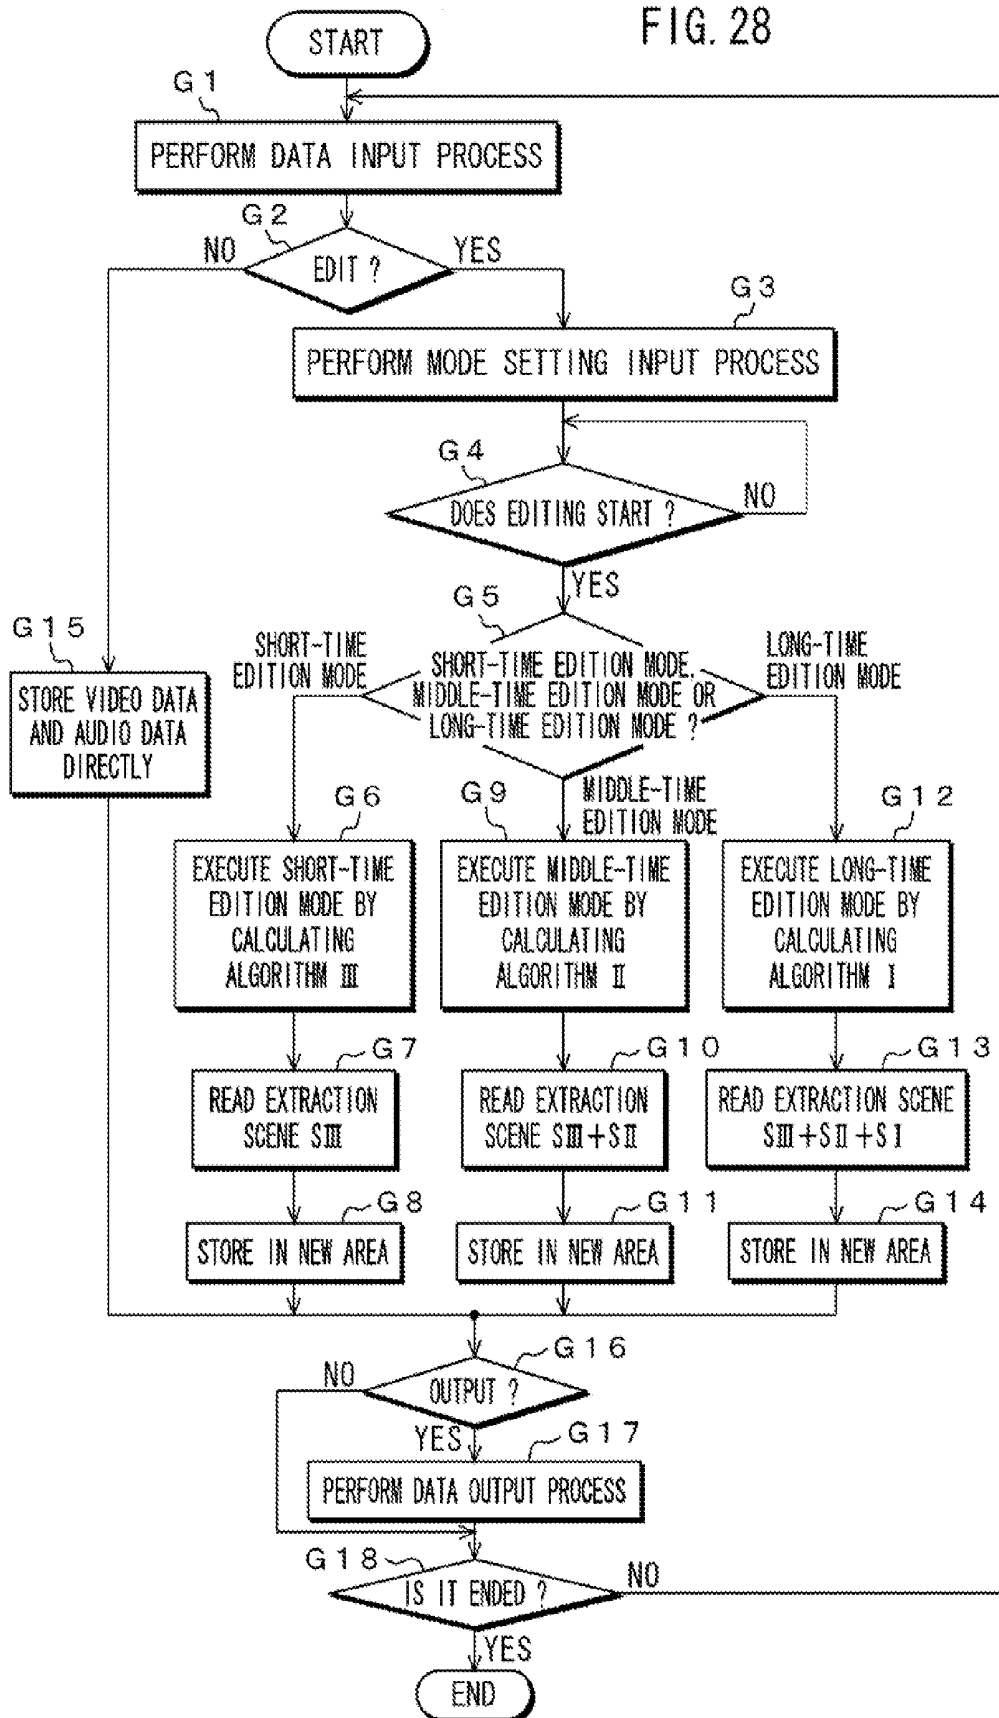 FIG. 28
START
G1
PERFORM DATA INPUT PROCESS
G2
NO
YES
EDIT ?
G3
PERFORM MODE SETTING INPUT PROCESS
G4
DOES EDITING START ?
NO
YES
G5
SHORT-TIME
EDITION MODE
SHORT-TIME EDITION MODE,
MIDDLE-TIME EDITION MODE OR
LONG-TIME EDITION MODE ?
LONG-TIME
EDITION MODE
G15
STORE VIDEO DATA
AND AUDIO DATA
DIRECTLY
MIDDLE-TIME
EDITION MODE
G6
EXECUTE SHORT-TIME
EDITION MODE BY
CALCULATING
ALGORITHM III
G9
EXECUTE MIDDLE-TIME
EDITION MODE BY
CALCULATING
ALGORITHM II
G12
EXECUTE LONG-TIME
EDITION MODE BY
CALCULATING
ALGORITHM I
G7
READ EXTRACTION
SCENE SIII
G10
READ EXTRACTION
SCENE SIII+SII
G13
READ EXTRACTION SCENE
SIII+SII+SI
G8
STORE IN NEW AREA
G11
STORE IN NEW AREA
G14
STORE IN NEW AREA
G16
NO
OUTPUT ?
YES
G17
PERFORM DATA OUTPUT PROCESS
G18
IS IT ENDED ?
NO
YES
END